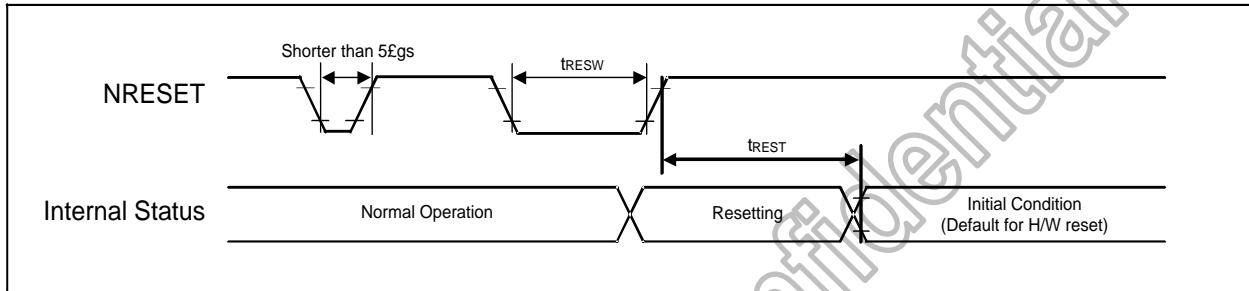 Shorter than 5£gs
tRESW
NRESET
tREST
Internal Status
Normal Operation
Resetting
Initial Condition
(Default for H/W reset)